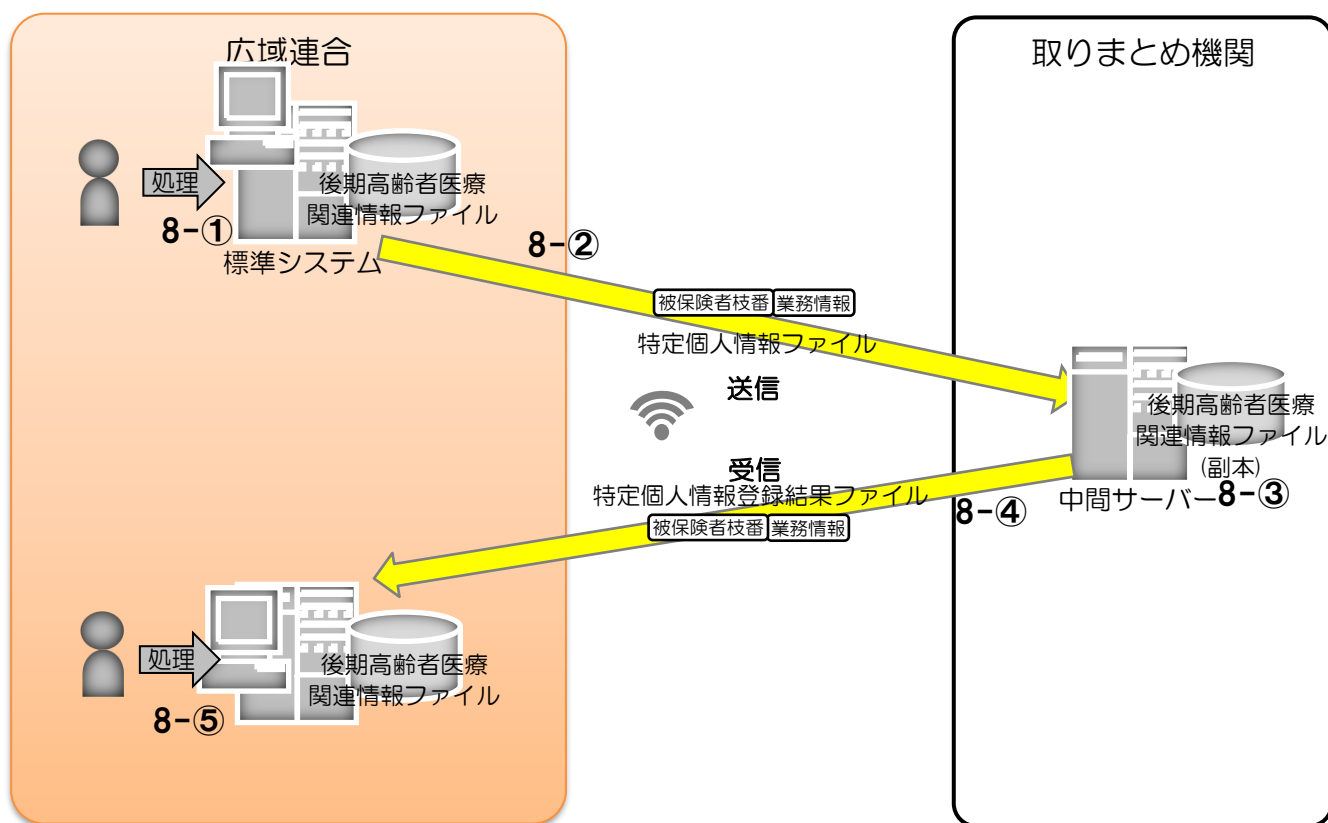 広域連合
取りまとめ機関
処理
後期高齢者医療
関連情報ファイル
8-①
標準システム
8-②
被保険者枝番 業務情報
特定個人情報ファイル
送信
後期高齢者医療
関連情報ファイル
(副本)
中間サーバー 8-③
受信
特定個人情報登録結果ファイル
8-④
被保険者枝番 業務情報
処理
後期高齢者医療
関連情報ファイル
8-⑤